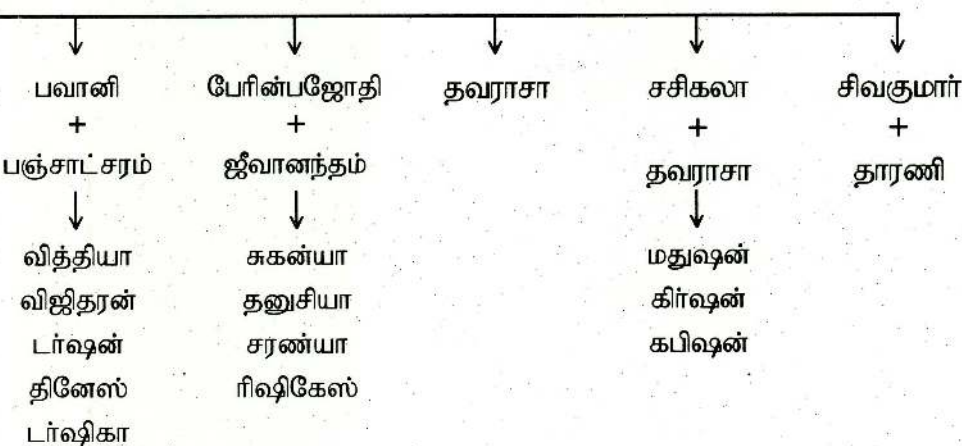 பவானி பேரின்பஜோதி தவராசா சசிகலா சிவகுமார்
+ + + +
பஞ்சாட்சரம் ஜீவானந்தம் தவராசா தாரணி
வித்தியா சுகன்யா மதுஷன்
விஜிதரன் தனுசியா கிர்ஷன்
டர்ஷன் சரண்யா கபிஷன்
தினேஸ் ரிஷிகேஸ்
டர்ஷிகா